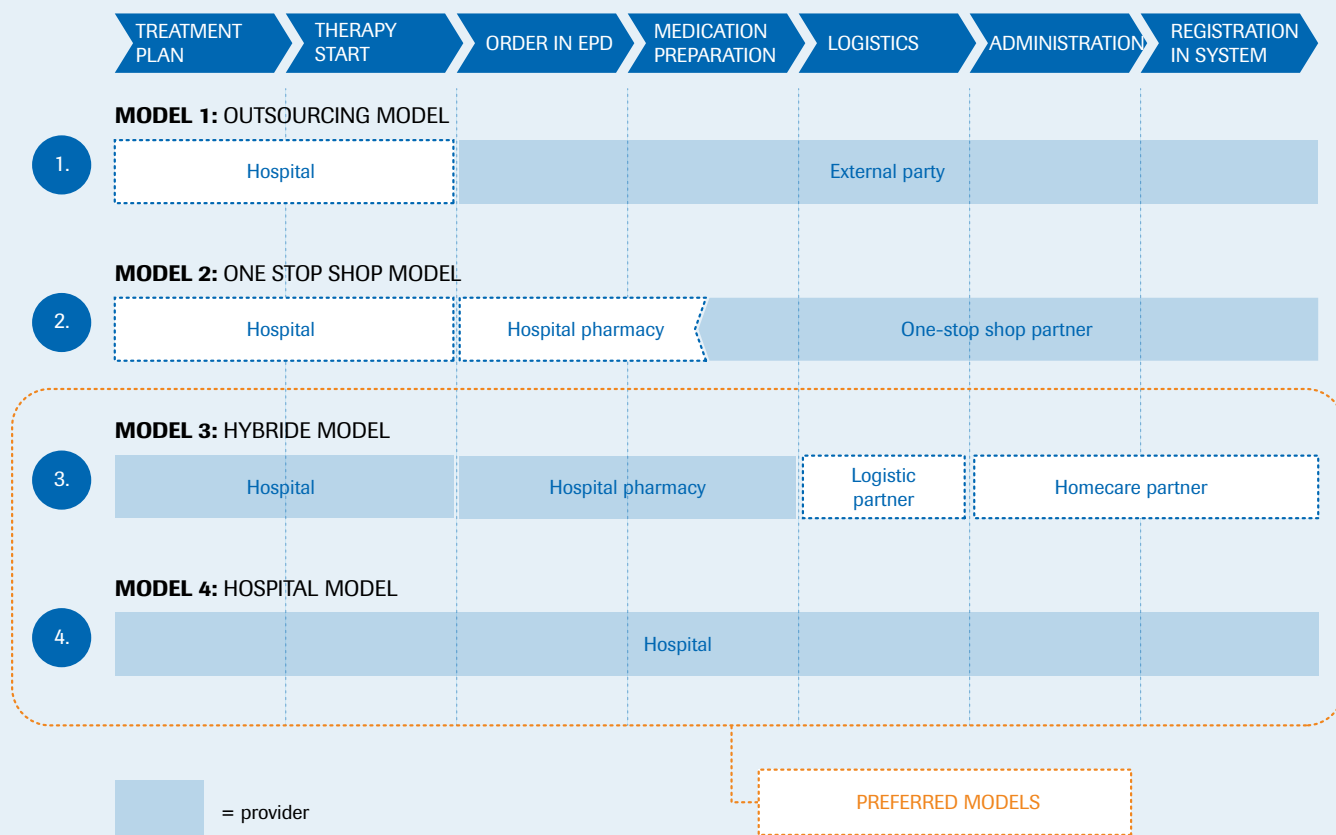 TREATMENT
PLAN
THERAPY
START
ORDER IN EPD
MEDICATION
PREPARATION
LOGISTICS
ADMINISTRATION
REGISTRATION
IN SYSTEM
MODEL 1: OUTSOURCING MODEL
1.
Hospital
External party
MODEL 2: ONE STOP SHOP MODEL
2.
Hospital
Hospital pharmacy
One-stop shop partner
MODEL 3: HYBRIDE MODEL
3.
Hospital
Hospital pharmacy
Logistic
partner
Homecare partner
MODEL 4: HOSPITAL MODEL
4.
Hospital
= provider
PREFERRED MODELS